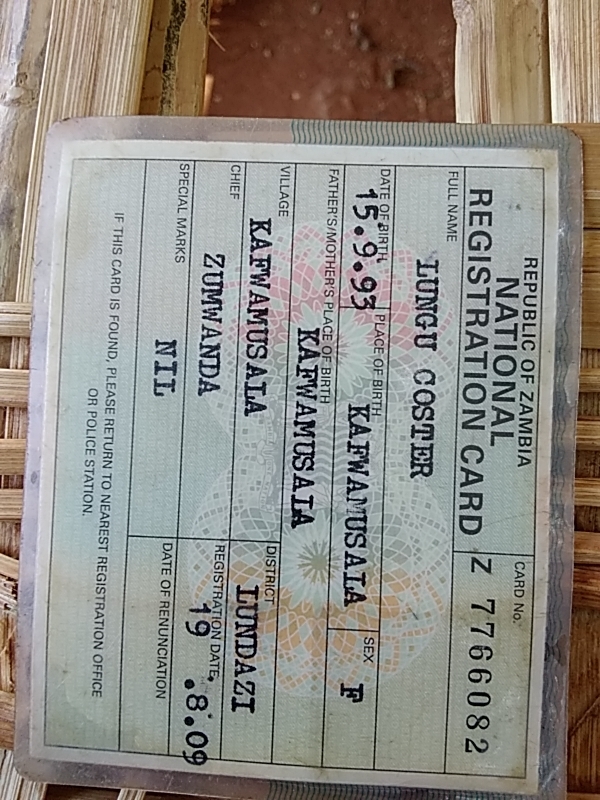 REPUBLIC OF ZAMBIA
NATIONAL
REGISTRATION CARD
CARD No.
Z 7766082
FULL NAME
LUNGU COSTER
DATE OF BIRTH
15.9.93
PLACE OF BIRTH
KAFWAMUSALA
SEX
F
FATHER'S/MOTHER'S PLACE OF BIRTH
KAFWAMUSALA
VILLAGE
KAFWAMUSALA
DISTRICT
LUNDAZI
CHIEF
ZUMWANDA
REGISTRATION DATE
19.8.09
SPECIAL MARKS
NIL
DATE OF RENUNCIATION
IF THIS CARD IS FOUND, PLEASE RETURN TO NEAREST REGISTRATION OFFICE
OR POLICE STATION.